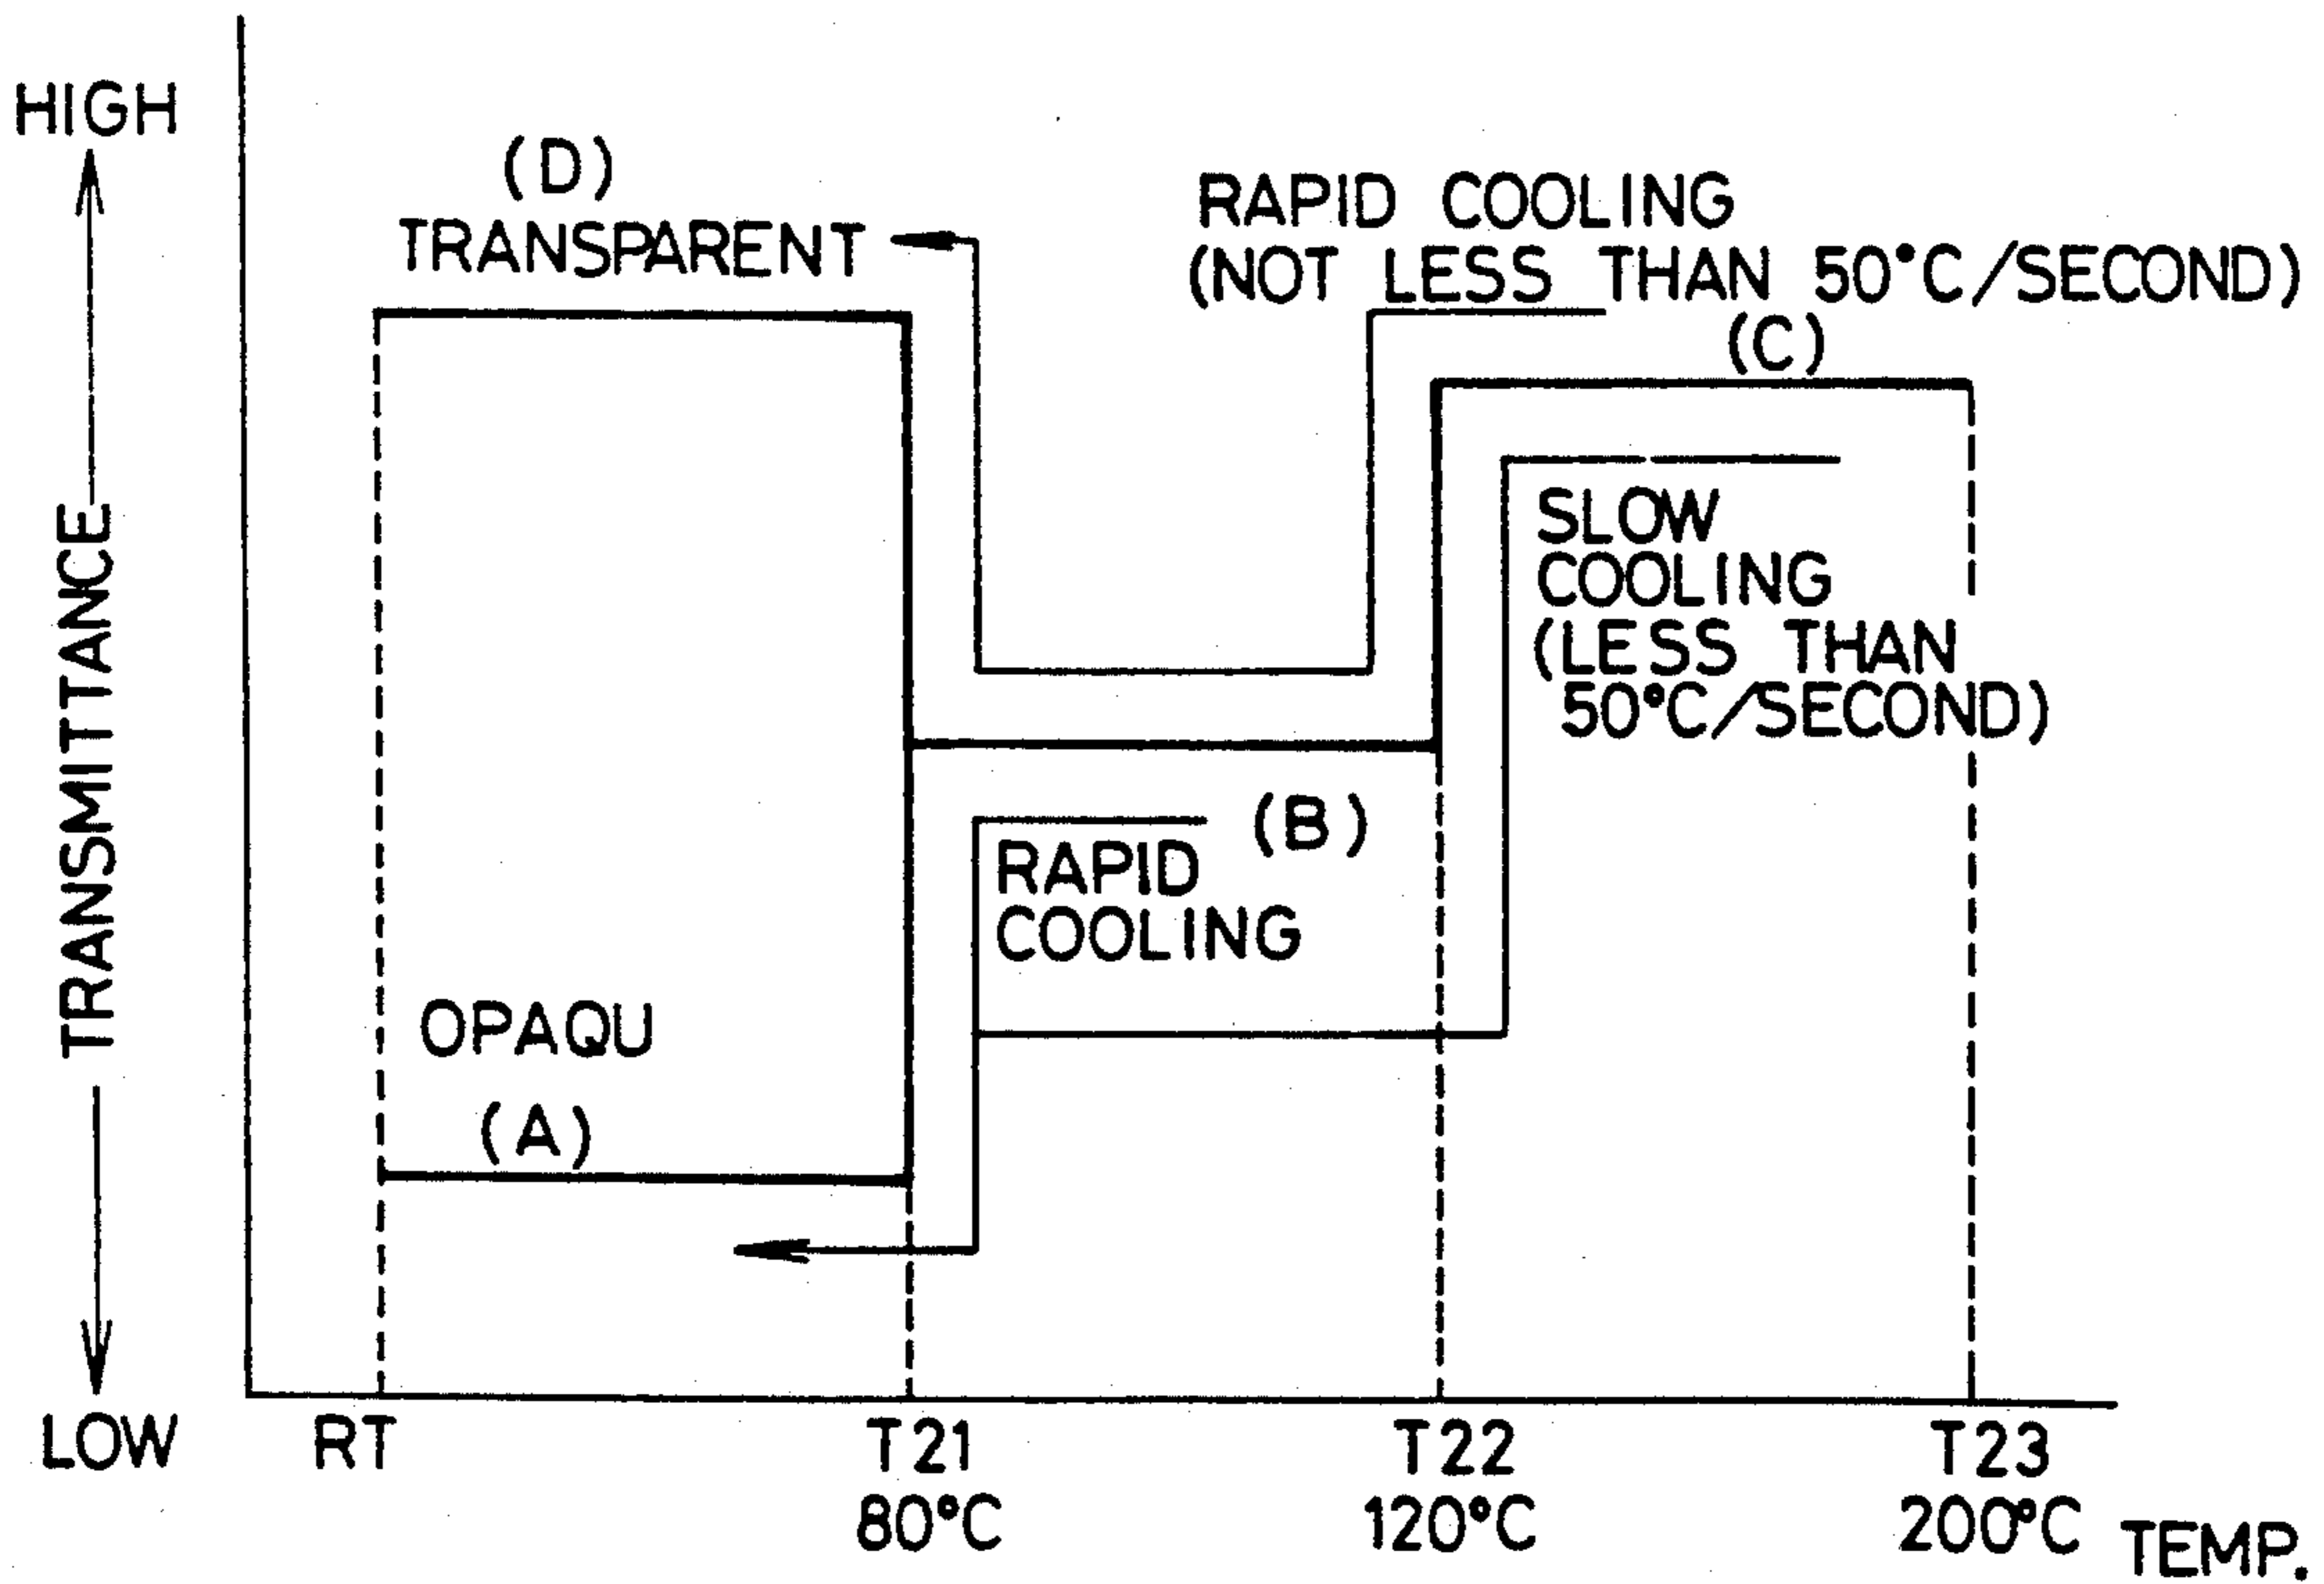 HIGH
(D)
TRANSPARENT
RAPID COOLING
(NOT LESS THAN 50°C/SECOND)
(C)
SLOW
COOLING
(LESS THAN
50°C/SECOND)
TRANSMITTANCE
(B)
RAPID
COOLING
OPAQU
(A)
LOW
RT
T21
T22
T23
80°C
120°C
200°C
TEMP.